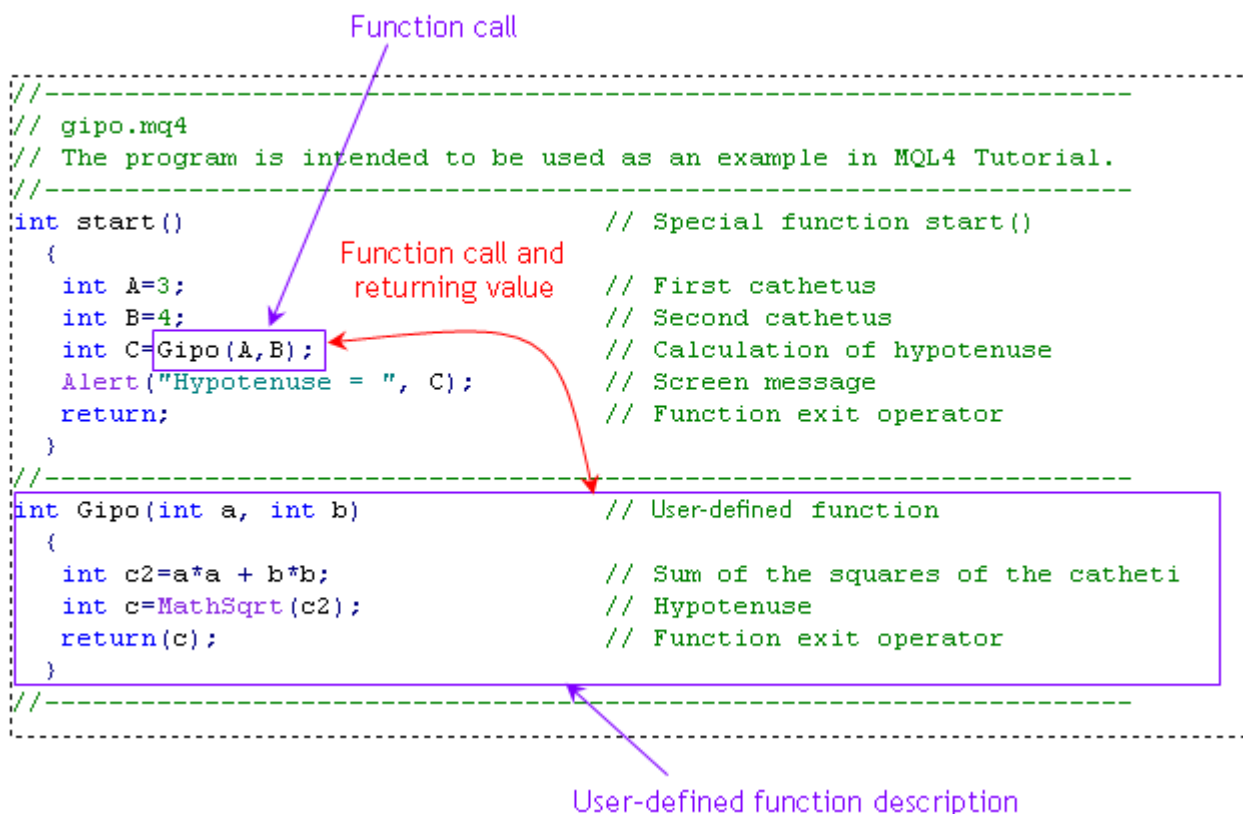 Function call
//--------------------------------------------------------------------
// gipo.mq4
// The program is intended to be used as an example in MQL4 Tutorial.
//--------------------------------------------------------------------
int start()                           // Special function start()
  {
Function call and
returning value
   int A=3;                           // First cathetus
   int B=4;                           // Second cathetus
   int C=Gipo(A,B);                   // Calculation of hypotenuse
   Alert("Hypotenuse = ", C);         // Screen message
   return;                            // Function exit operator
  }
//--------------------------------------------------------------------
int Gipo(int a, int b)                // User-defined function
  {
   int c2=a*a + b*b;                  // Sum of the squares of the catheti
   int c=MathSqrt(c2);                // Hypotenuse
   return(c);                         // Function exit operator
  }
//--------------------------------------------------------------------
User-defined function description